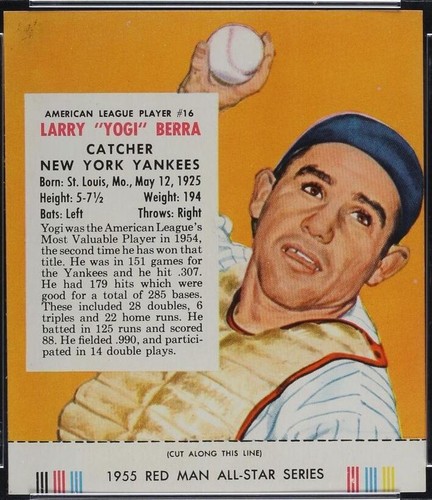 AMERICAN LEAGUE PLAYER #16
LARRY "YOGI" BERRA
CATCHER
NEW YORK YANKEES
Born: St. Louis, Mo., May 12, 1925
Height: 5-7½ Weight: 194
Bats: Left Throws: Right
Yogi was the American League's
Most Valuable Player in 1954,
the second time he has won that
title. He was in 151 games for
the Yankees and he hit .307.
He had 179 hits which were
good for a total of 285 bases.
These included 28 doubles, 6
triples and 22 home runs. He
batted in 125 runs and scored
88. He fielded .990, and partici-
pated in 14 double plays.
(CUT ALONG THIS LINE)
1955 RED MAN ALL-STAR SERIES